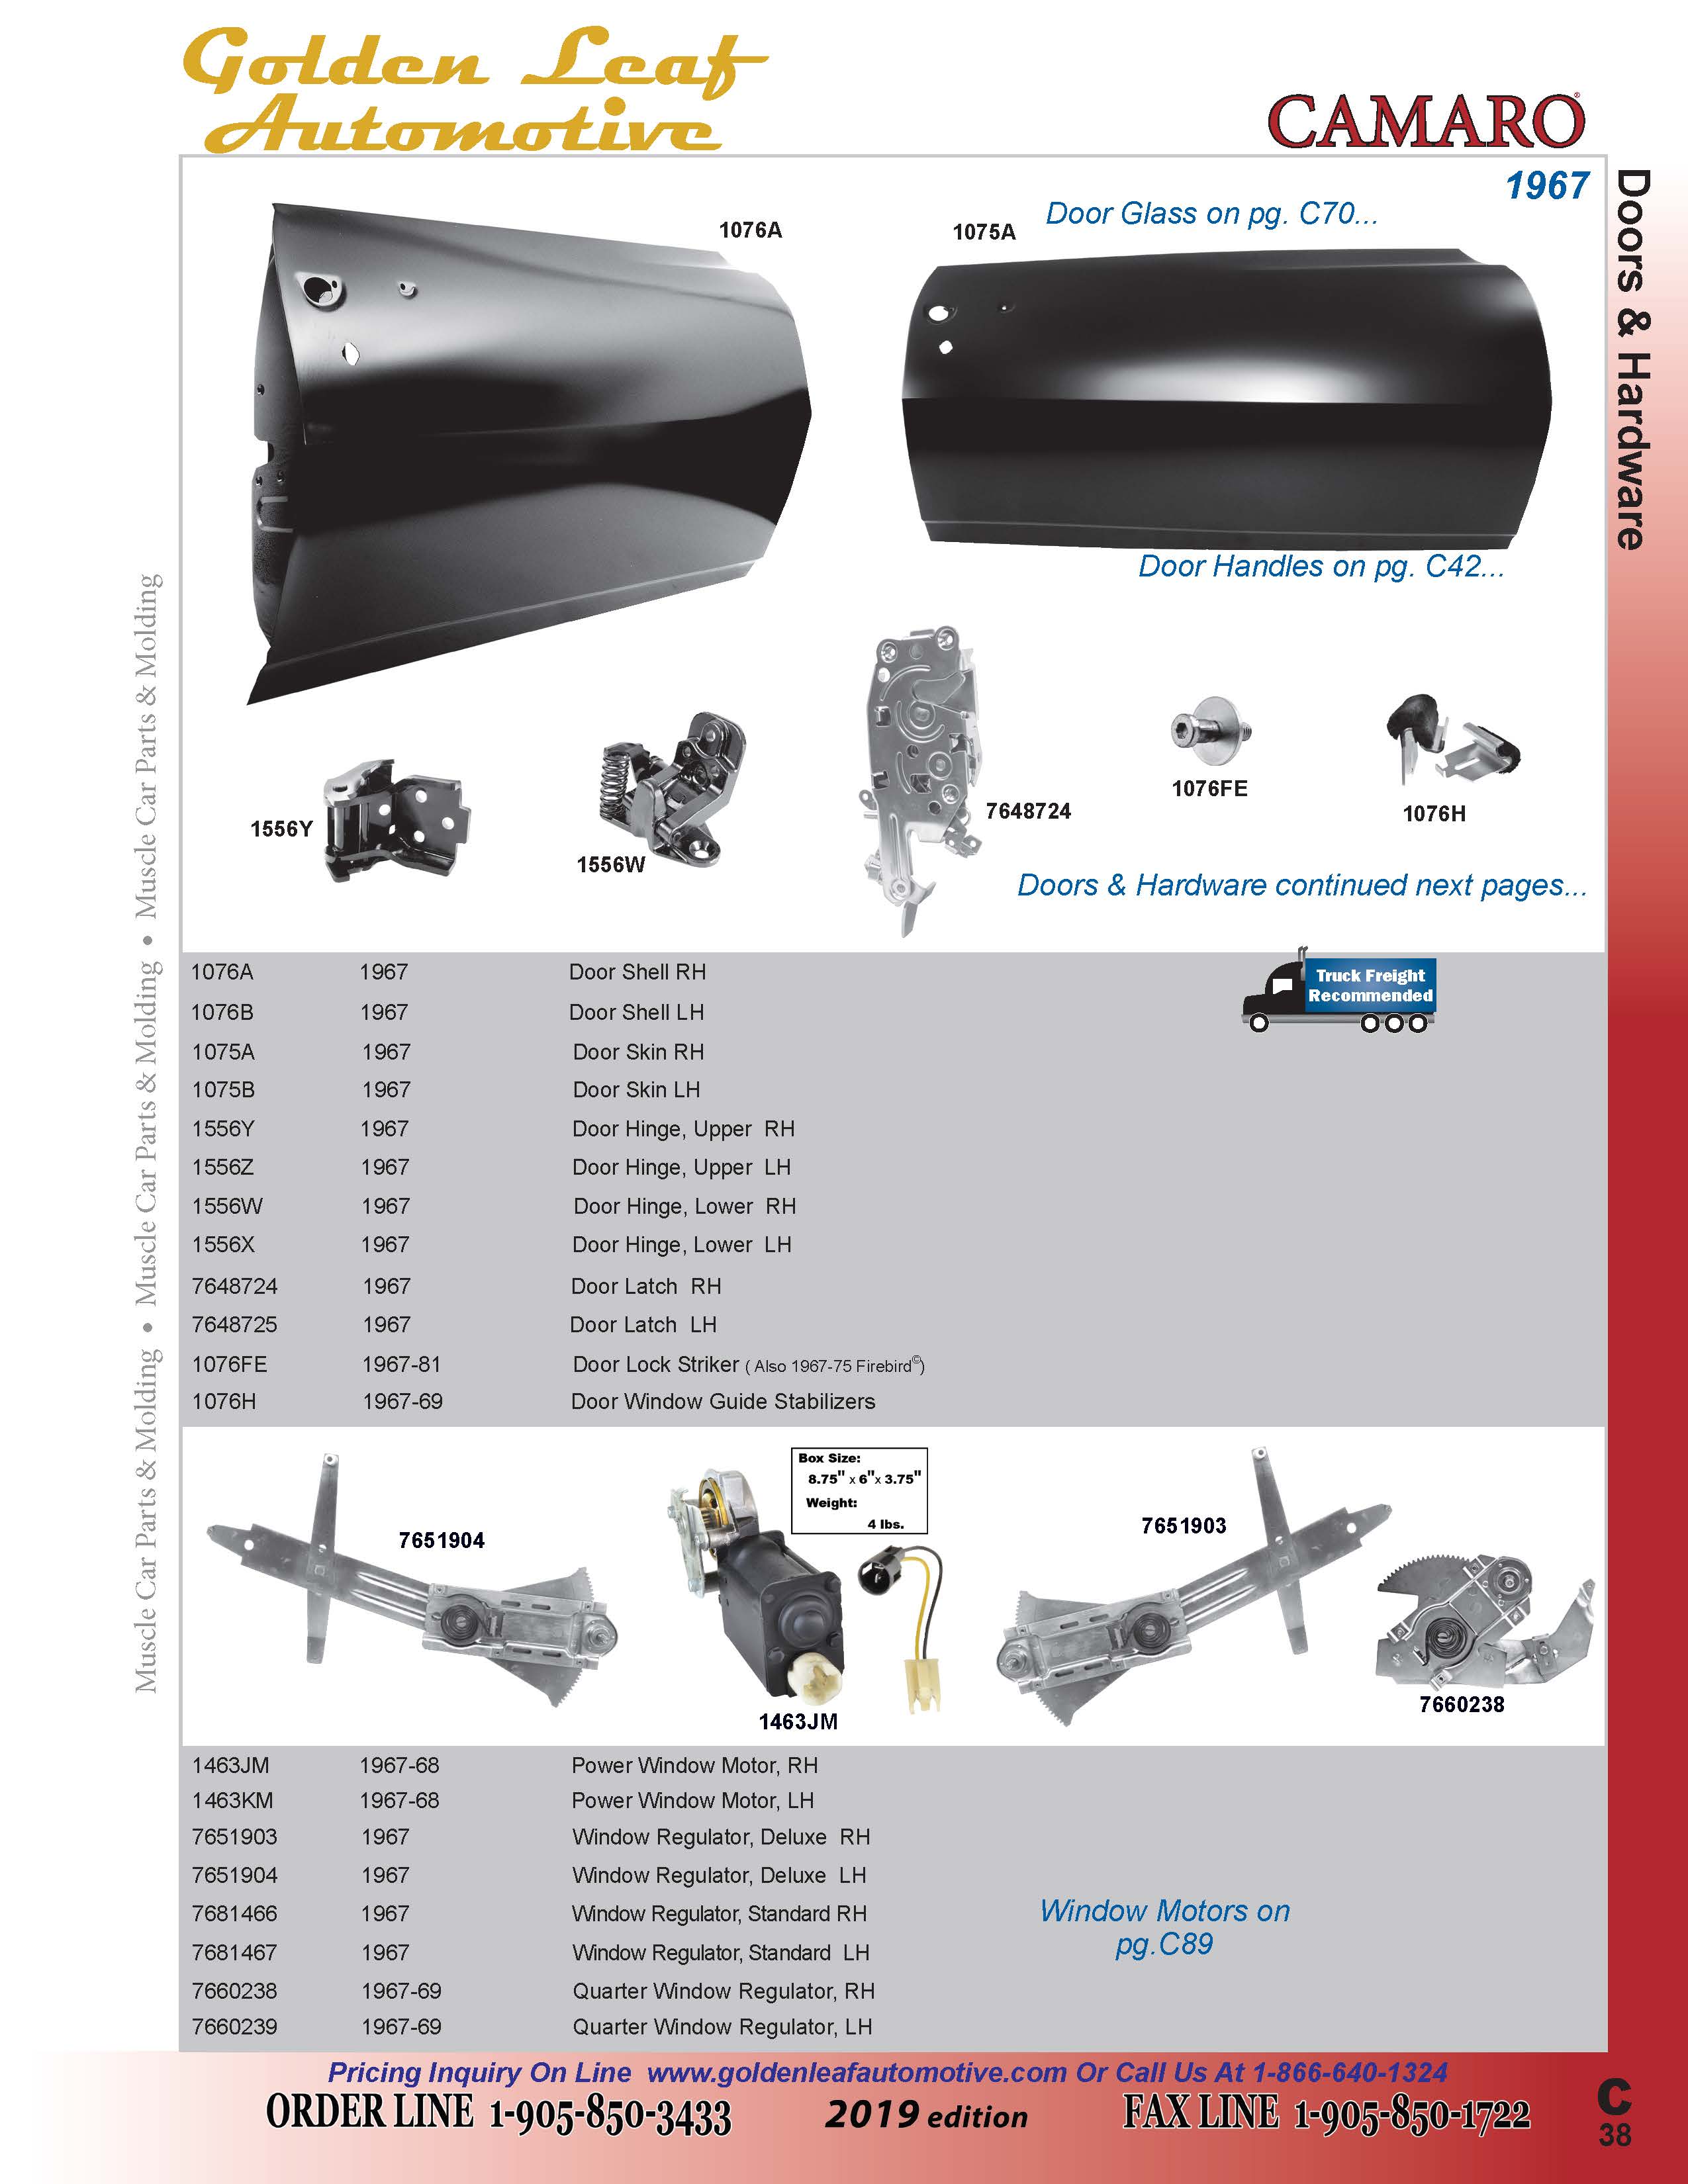 Golden Leaf
Automotive
CAMARO®
1967
Doors & Hardware
Muscle Car Parts & Molding • Muscle Car Parts & Molding • Muscle Car Parts & Molding
1076A
1075A
Door Glass on pg. C70...
Door Handles on pg. C42...
1556Y
1556W
7648724
1076FE
1076H
Doors & Hardware continued next pages...
Truck Freight
Recommended
1076A 1967 Door Shell RH
1076B 1967 Door Shell LH
1075A 1967 Door Skin RH
1075B 1967 Door Skin LH
1556Y 1967 Door Hinge, Upper RH
1556Z 1967 Door Hinge, Upper LH
1556W 1967 Door Hinge, Lower RH
1556X 1967 Door Hinge, Lower LH
7648724 1967 Door Latch RH
7648725 1967 Door Latch LH
1076FE 1967-81 Door Lock Striker ( Also 1967-75 Firebird©)
1076H 1967-69 Door Window Guide Stabilizers
7651904
Box Size:
8.75" x 6"x 3.75"
Weight:
4 lbs.
1463JM
7651903
7660238
1463JM 1967-68 Power Window Motor, RH
1463KM 1967-68 Power Window Motor, LH
7651903 1967 Window Regulator, Deluxe RH
7651904 1967 Window Regulator, Deluxe LH
7681466 1967 Window Regulator, Standard RH
7681467 1967 Window Regulator, Standard LH
7660238 1967-69 Quarter Window Regulator, RH
7660239 1967-69 Quarter Window Regulator, LH
Window Motors on
pg.C89
Pricing Inquiry On Line www.goldenleafautomotive.com Or Call Us At 1-866-640-1324
ORDER LINE 1-905-850-3433 2019 edition FAX LINE 1-905-850-1722
C
38